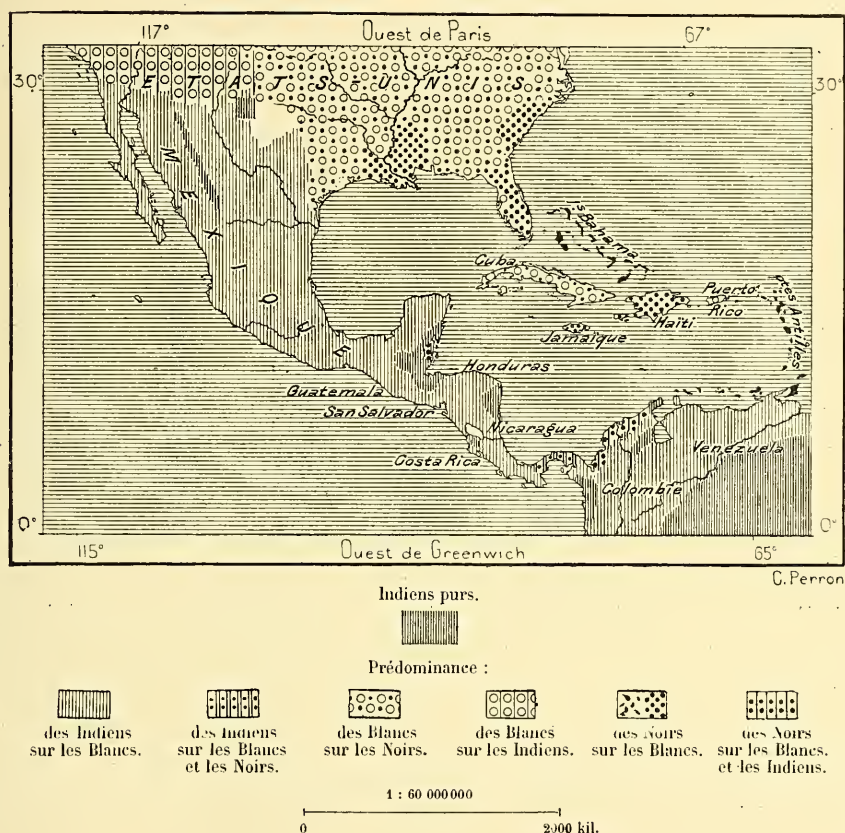 117° Ouest de Paris 67°
ÉTATS-UNIS
30° 30°
MEXIQUE
Is Bahama
Cuba
Puerto Rico
Haïti
Jamaïque
ptes Antilles
Honduras
Guatemala
San Salvador
Nicaragua
Costa Rica
Venezuela
Colombie
0° 0°
115° Ouest de Greenwich 65°
C. Perron
Indiens purs.
Prédominance :
des Indiens
sur les Blancs.
des Indiens
sur les Blancs
et les Noirs.
des Blancs
sur les Noirs.
des Blancs
sur les Indiens.
des Noirs
sur les Blancs.
des Noirs
sur les Blancs
et les Indiens.
1 : 60 000 000
0 2000 kil.